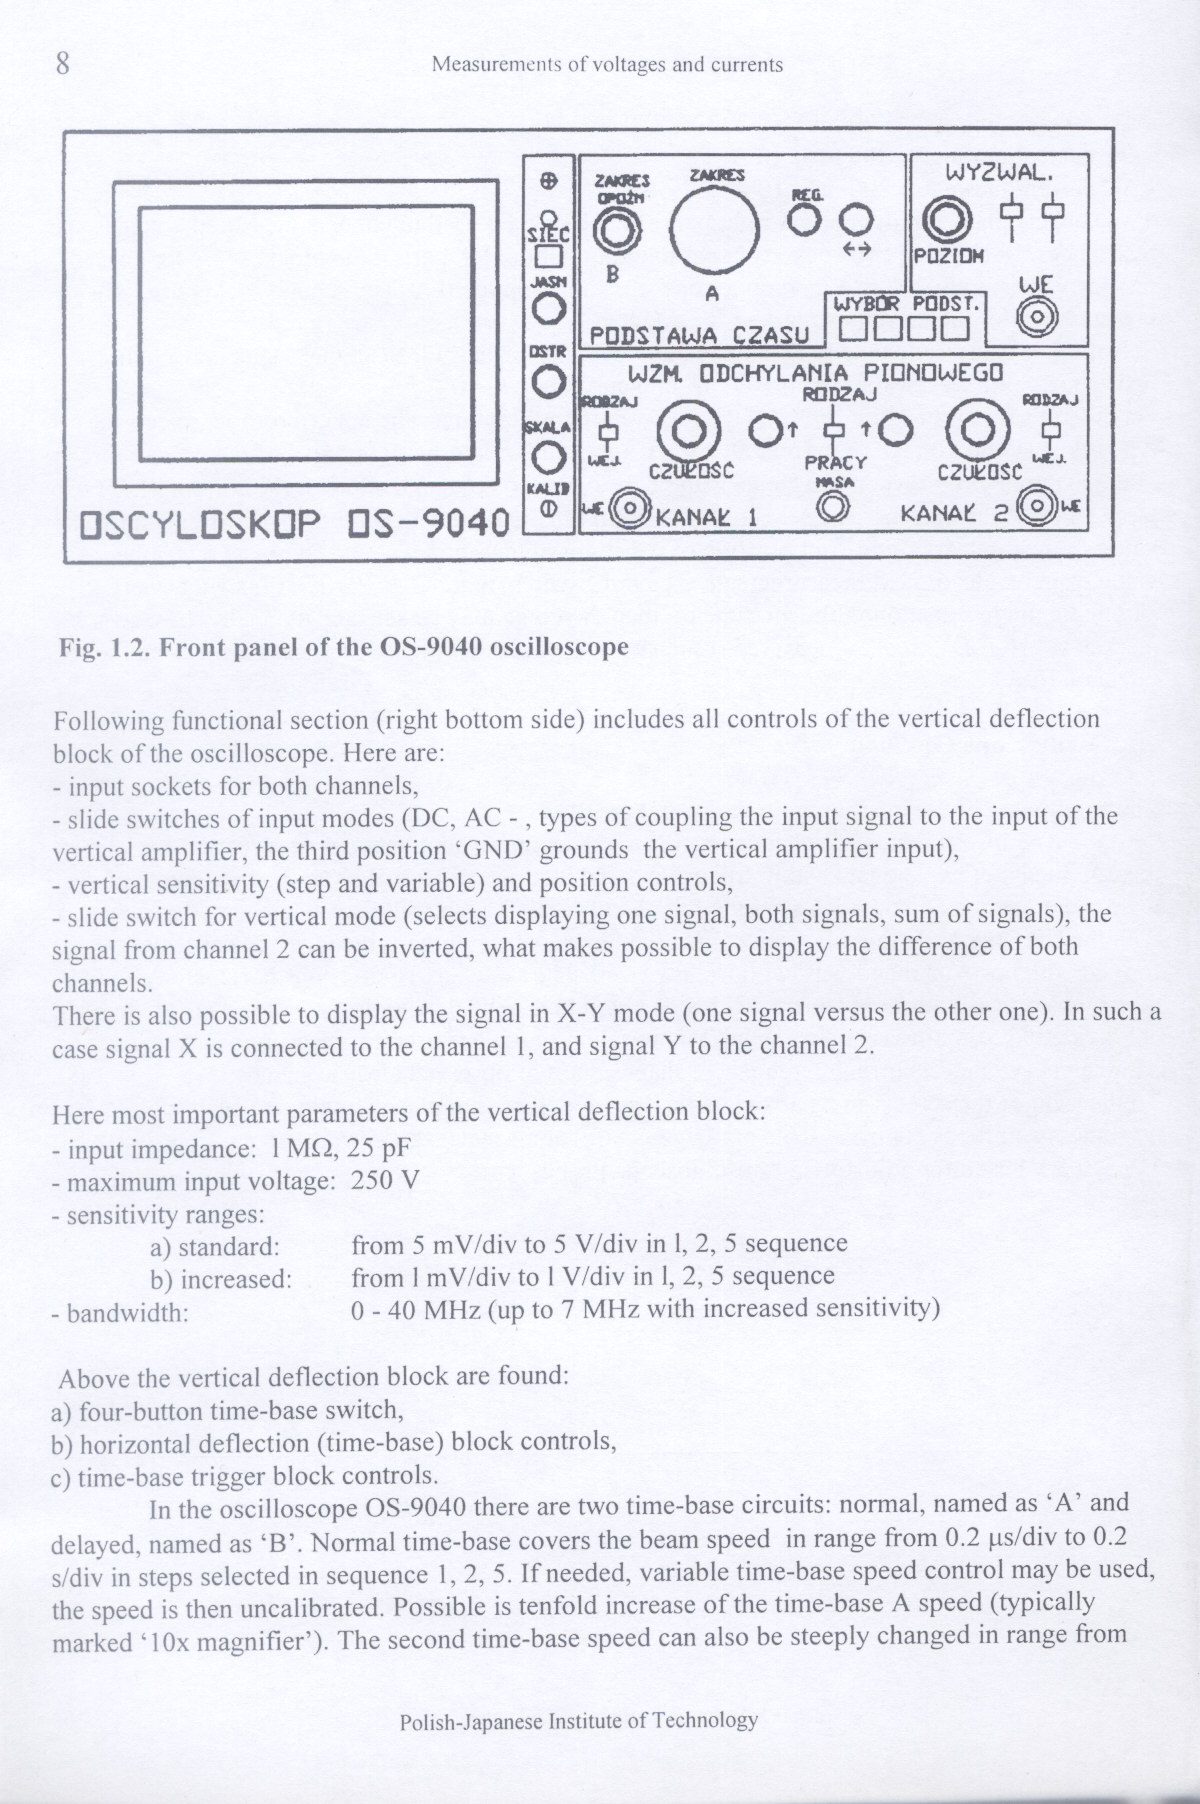 8
Measurements of voltages and currents
ZAKRES
OPOŹN
ZAKRES
REG.
WYZWAL.
SIEĆ
B
A
POZIOM
WE
JASN
WYBÓR PODST.
PODSTAWA CZASU
OSTR
WZM. ODCHYLANIA PIONOWEGO
RODZAJ
RODZAJ
RODZAJ
SKALA
WEJ.
CZUŁOŚĆ
PRACY
CZUŁOŚĆ
WEJ.
KALIB
MASA
WE
KANAŁ 1
KANAŁ 2
WE
OSCYLOSKOP OS-9040
Fig. 1.2. Front panel of the OS-9040 oscilloscope
Following functional section (right bottom side) includes all controls of the vertical deflection
block of the oscilloscope. Here are:
- input sockets for both channels,
- slide switches of input modes (DC, AC - , types of coupling the input signal to the input of the
vertical amplifier, the third position ‘GND’ grounds the vertical amplifier input),
- vertical sensitivity (step and variable) and position controls,
- slide switch for vertical mode (selects displaying one signal, both signals, sum of signals), the
signal from channel 2 can be inverted, what makes possible to display the difference of both
channels.
There is also possible to display the signal in X-Y mode (one signal versus the other one). In such a
case signal X is connected to the channel 1, and signal Y to the channel 2.
Here most important parameters of the vertical deflection block:
- input impedance: 1 MΩ, 25 pF
- maximum input voltage: 250 V
- sensitivity ranges:
a) standard: from 5 mV/div to 5 V/div in 1, 2, 5 sequence
b) increased: from 1 mV/div to 1 V/div in 1, 2, 5 sequence
- bandwidth: 0 - 40 MHz (up to 7 MHz with increased sensitivity)
Above the vertical deflection block are found:
a) four-button time-base switch,
b) horizontal deflection (time-base) block controls,
c) time-base trigger block controls.
In the oscilloscope OS-9040 there are two time-base circuits: normal, named as ‘A’ and
delayed, named as ‘B’. Normal time-base covers the beam speed in range from 0.2 μs/div to 0.2
s/div in steps selected in sequence 1, 2, 5. If needed, variable time-base speed control may be used,
the speed is then uncalibrated. Possible is tenfold increase of the time-base A speed (typically
marked ‘10x magnifier’). The second time-base speed can also be steeply changed in range from
Polish-Japanese Institute of Technology